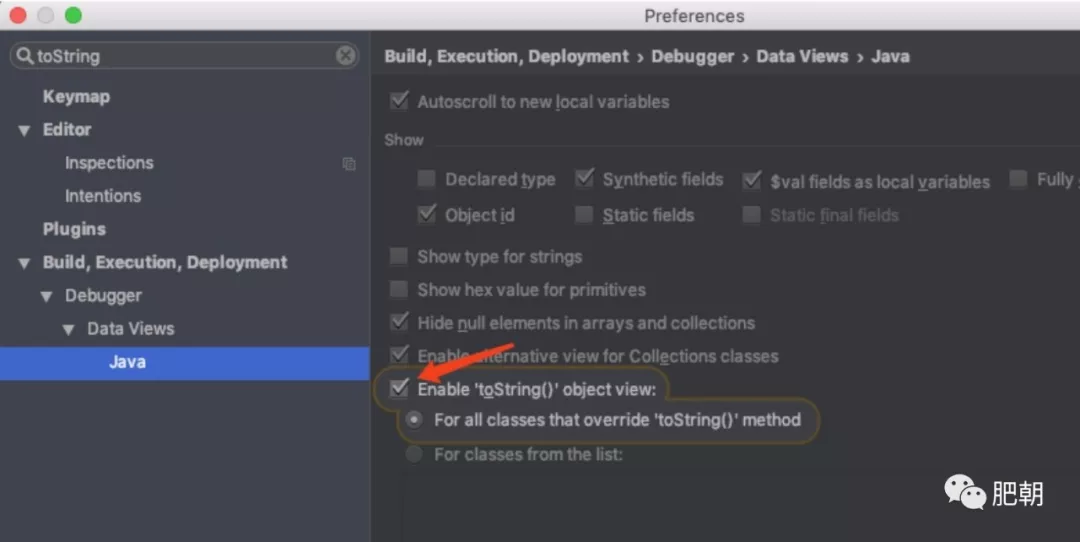 Preferences
toString
Keymap
Editor
Inspections
Intentions
Plugins
Build, Execution, Deployment
Debugger
Data Views
Java
Build, Execution, Deployment › Debugger › Data Views › Java
Autoscroll to new local variables
Show
Declared type Synthetic fields $val fields as local variables Fully
Object id Static fields Static final fields
Show type for strings
Show hex value for primitives
Hide null elements in arrays and collections
Enable alternative view for Collections classes
Enable 'toString()' object view:
For all classes that override 'toString()' method
For classes from the list:
肥朝